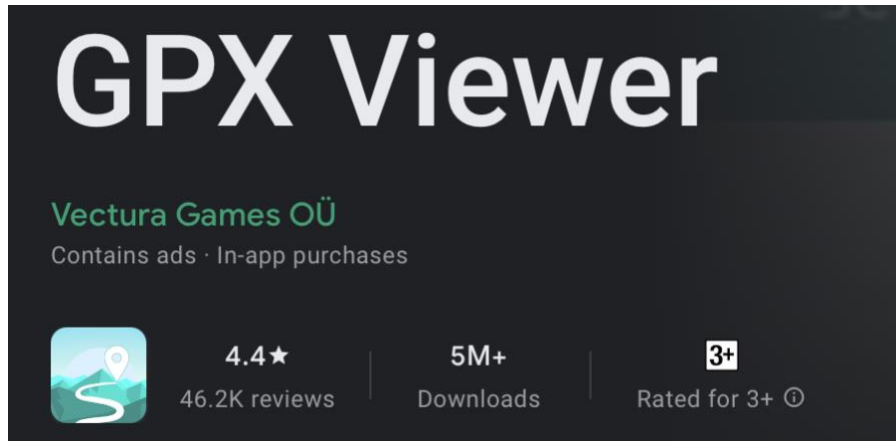 GPX Viewer
Vectura Games OÜ
Contains ads · In-app purchases
4.4★ 5M+ 3+
46.2K reviews Downloads Rated for 3+